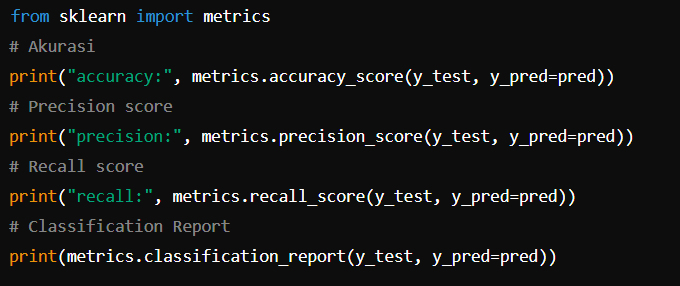 from sklearn import metrics
# Akurasi
print("accuracy:", metrics.accuracy_score(y_test, y_pred=pred))
# Precision score
print("precision:", metrics.precision_score(y_test, y_pred=pred))
# Recall score
print("recall:", metrics.recall_score(y_test, y_pred=pred))
# Classification Report
print(metrics.classification_report(y_test, y_pred=pred))